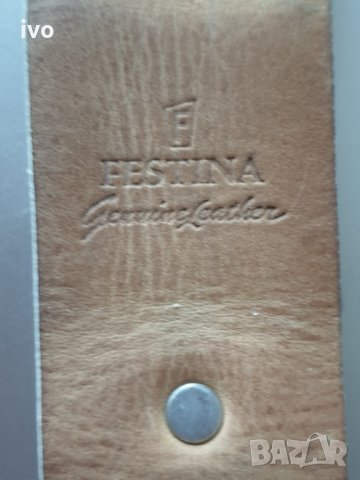 ivo
FESTINA
Genuine Leather
BAZAR